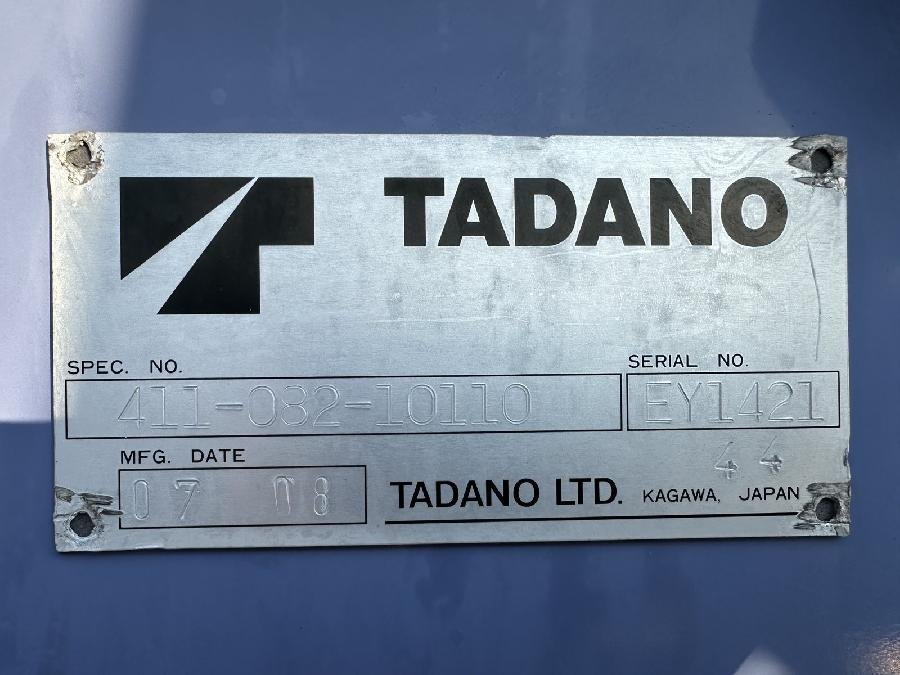 TADANO
SPEC. NO.
411-082-10110
SERIAL NO.
EY1421
44
MFG. DATE
07 08
TADANO LTD. KAGAWA, JAPAN